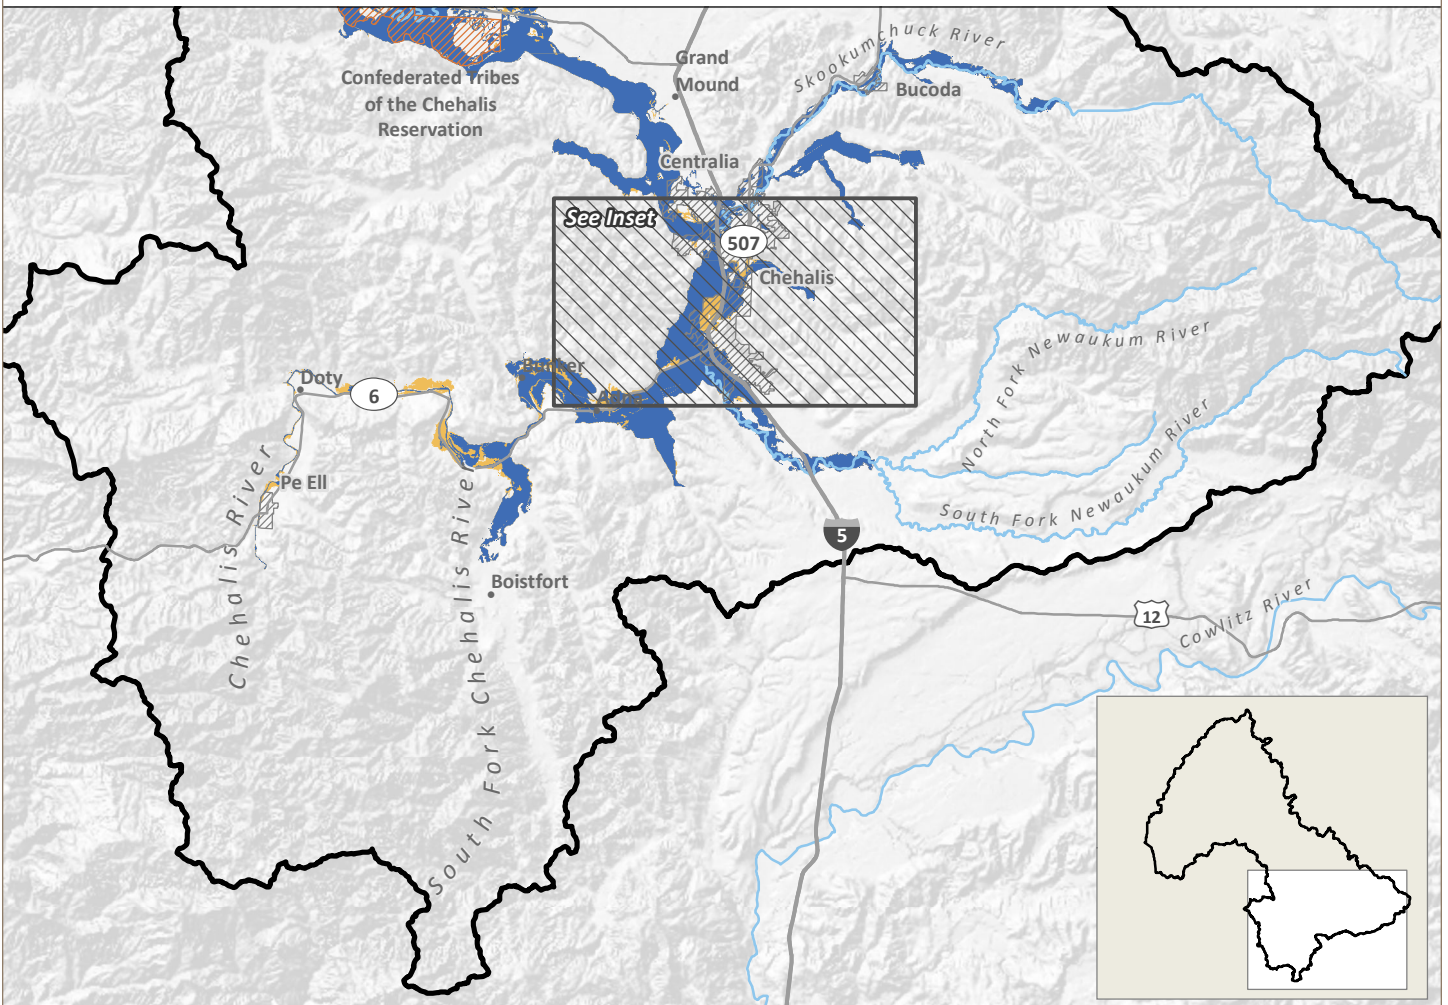 Skookumchuck River
Grand
Mound
Confederated Tribes
of the Chehalis
Reservation
Bucoda
Centralia
See Inset
507
Chehalis
North Fork Newaukum River
Bunker
Doty
6
Adna
Pe Ell
South Fork Newaukum River
Chehalis River
5
Boistfort
South Fork Chehalis River
12
Cowlitz River